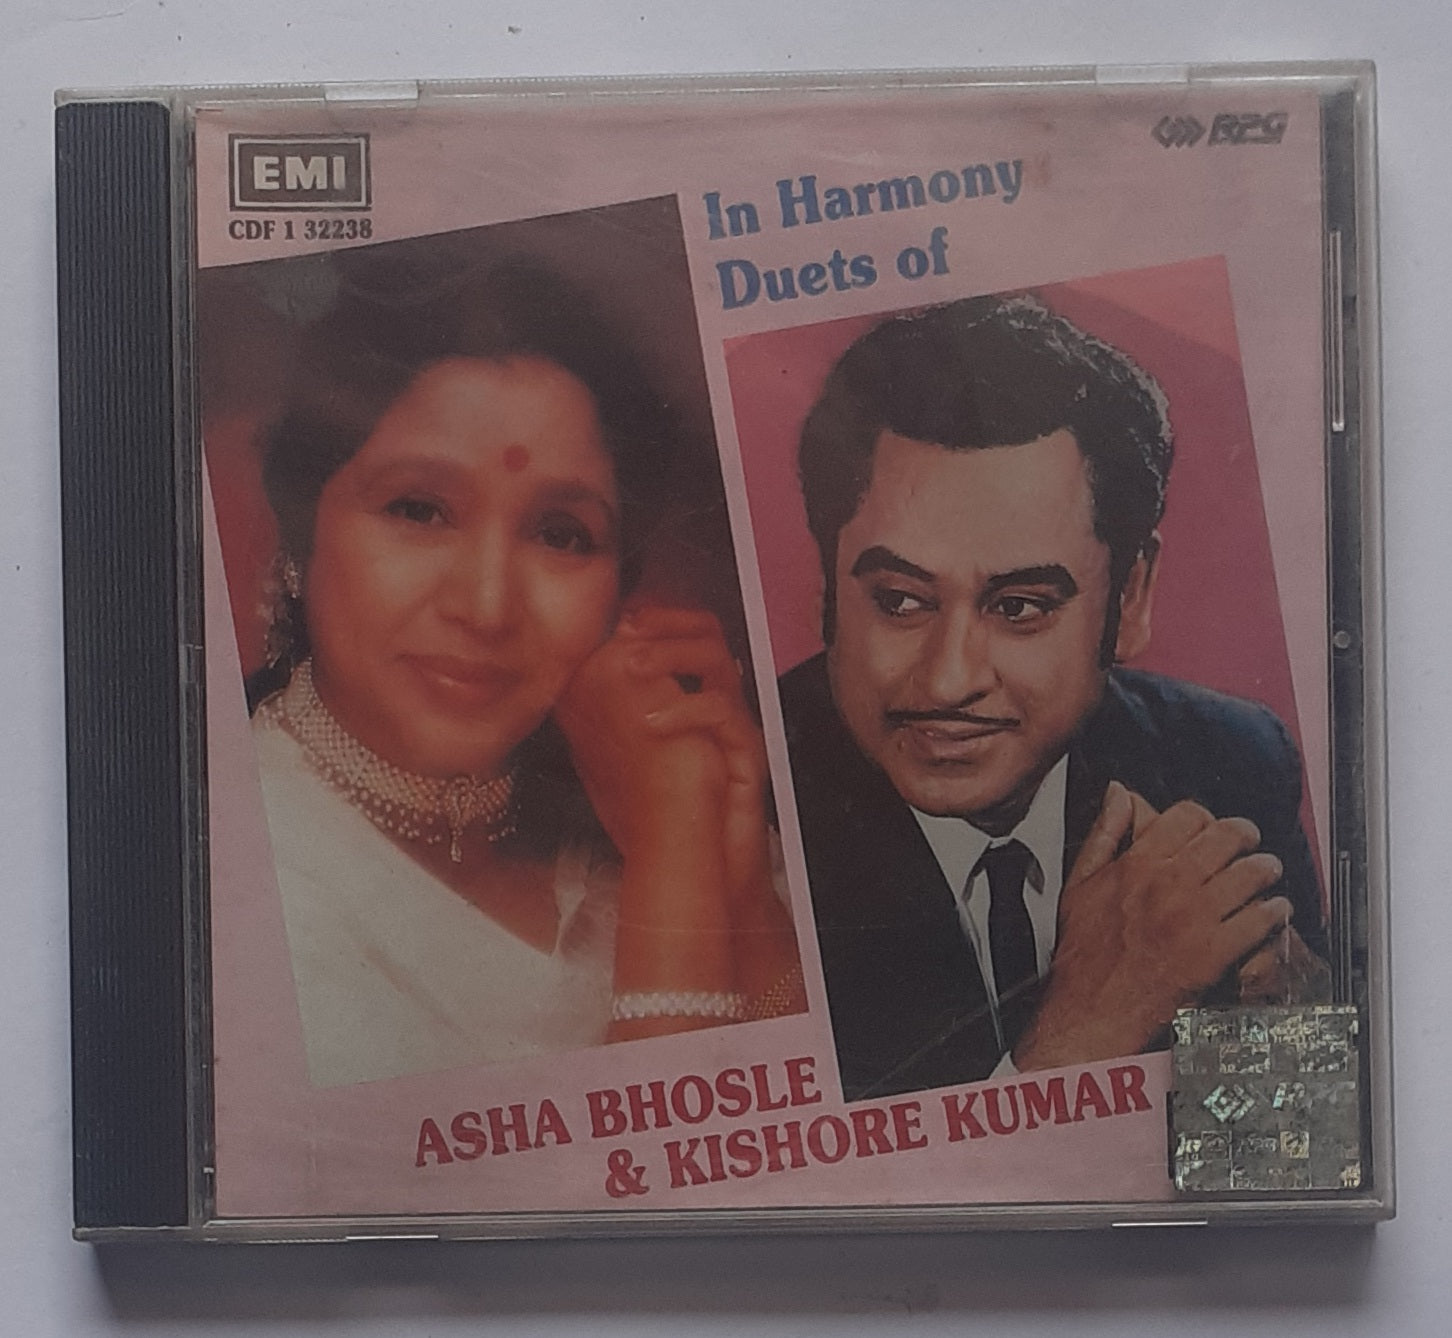 EMI
CDF 1 32238
RPG
In Harmony
Duets of
ASHA BHOSLE
& KISHORE KUMAR